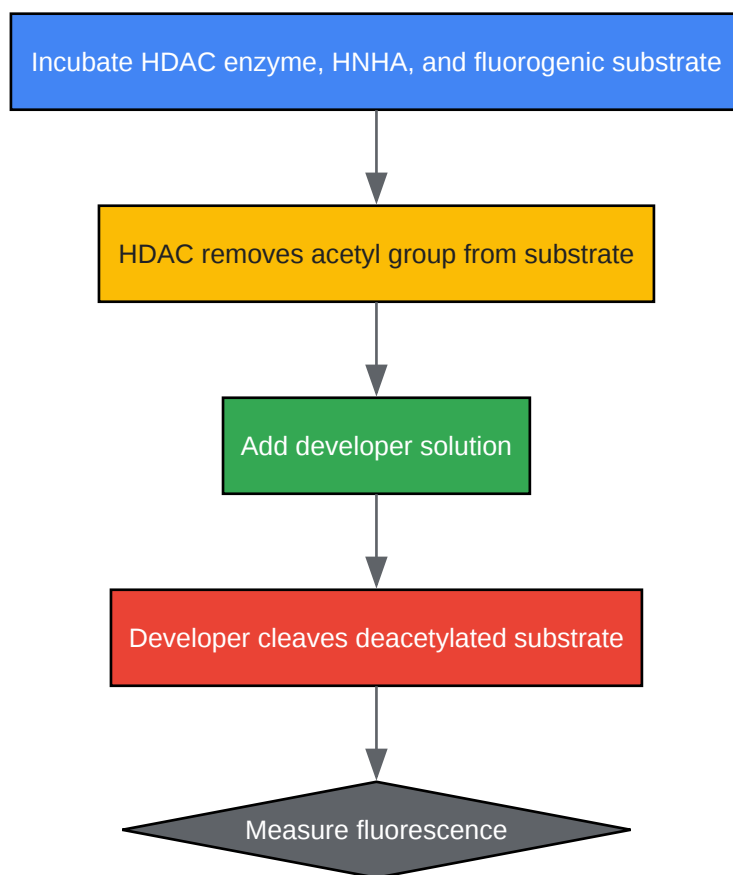 Incubate HDAC enzyme, HNHA, and fluorogenic substrate
HDAC removes acetyl group from substrate
Add developer solution
Developer cleaves deacetylated substrate
Measure fluorescence